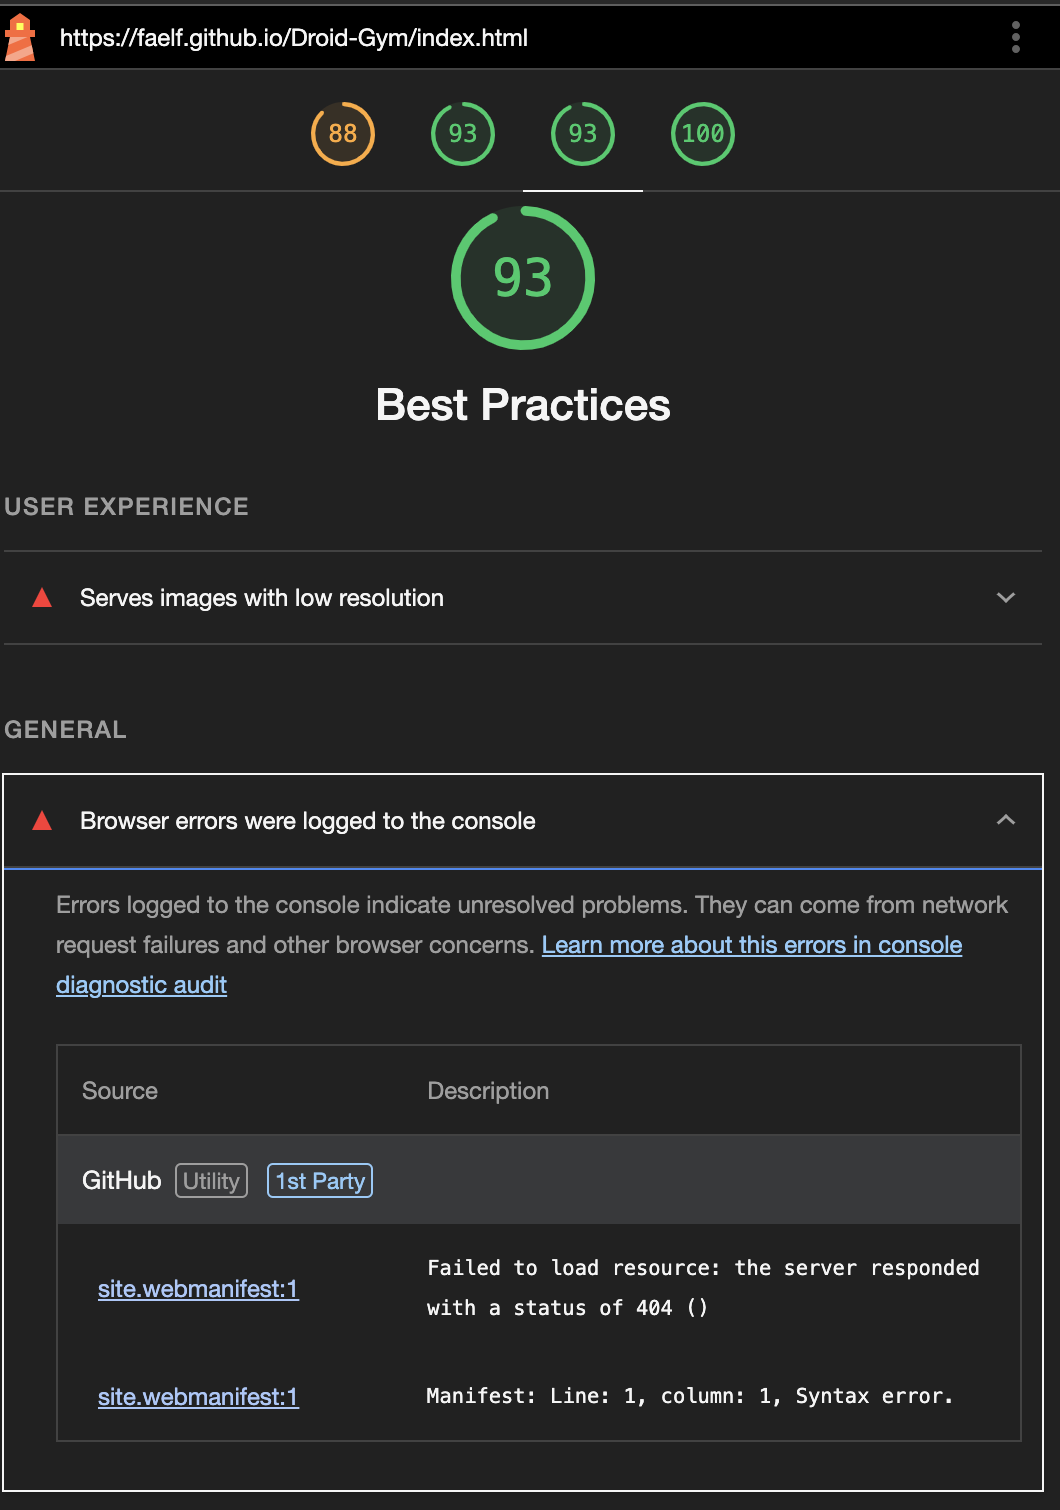 https://faelf.github.io/Droid-Gym/index.html
88 93 93 100
93
Best Practices
USER EXPERIENCE
Serves images with low resolution
GENERAL
Browser errors were logged to the console
Errors logged to the console indicate unresolved problems. They can come from network
request failures and other browser concerns. Learn more about this errors in console
diagnostic audit
Source Description
GitHub Utility 1st Party
site.webmanifest:1
Failed to load resource: the server responded
with a status of 404 ()
site.webmanifest:1 Manifest: Line: 1, column: 1, Syntax error.